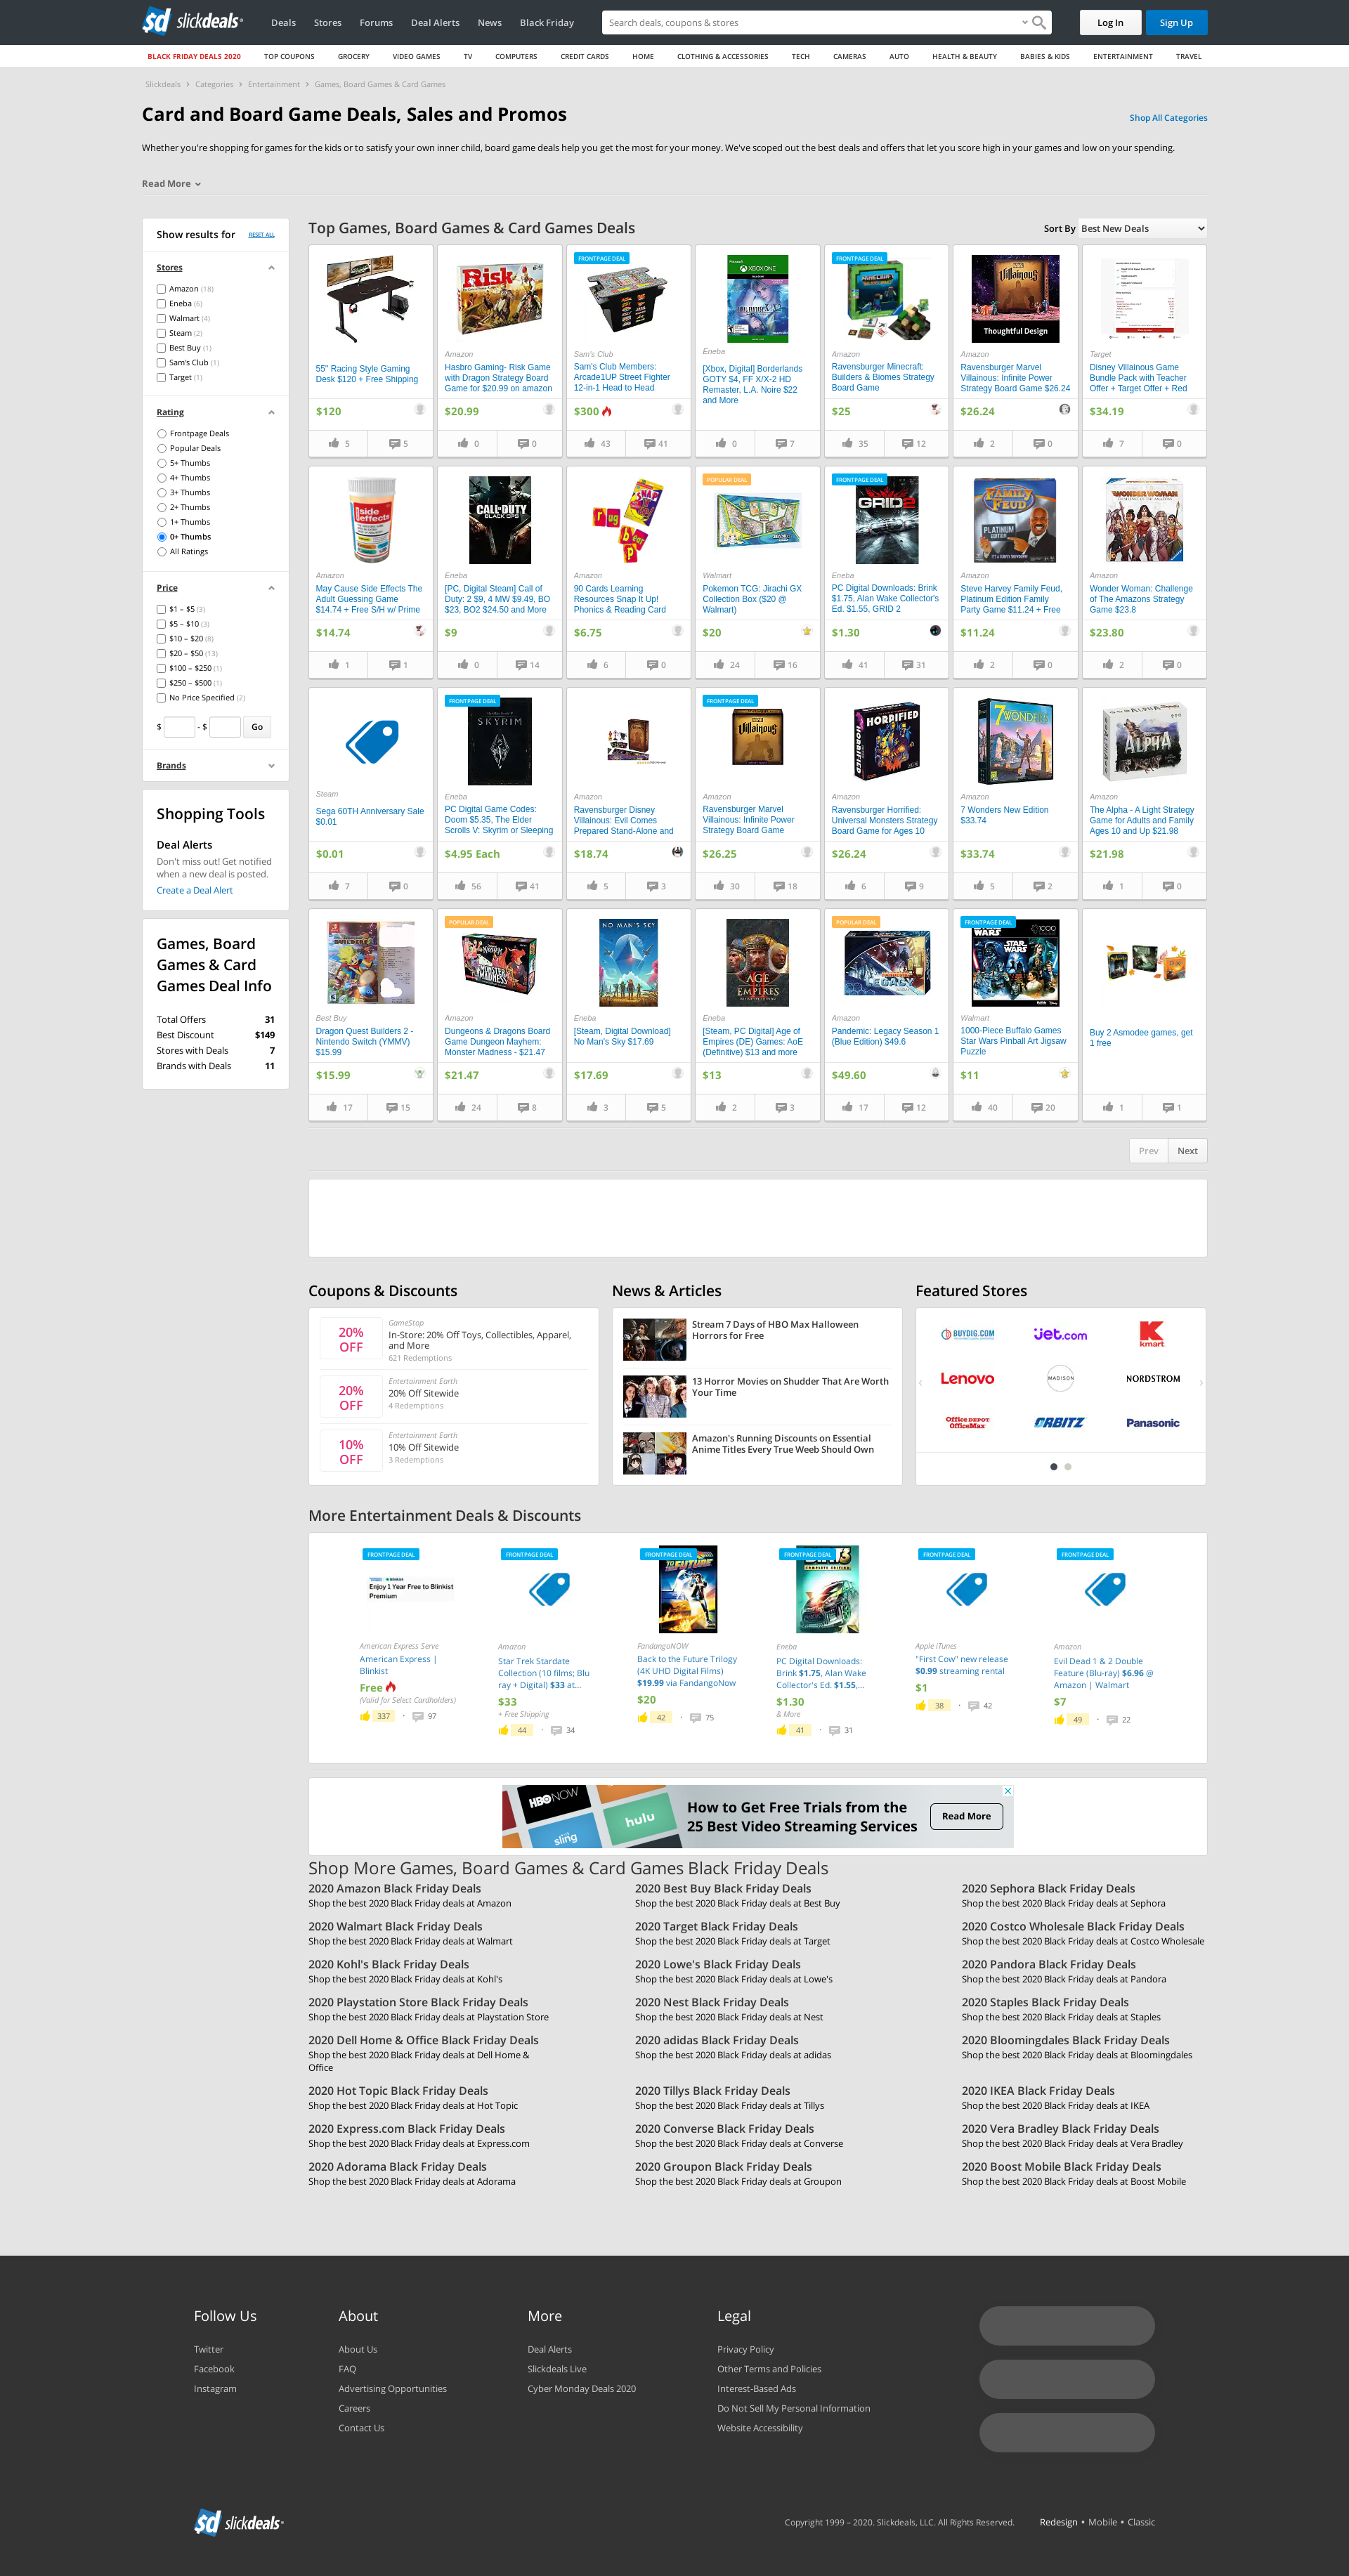 slickdeals
Deals
Stores
Forums
Deal Alerts
News
Black Friday
Search deals, coupons & stores
Log In
Sign Up
BLACK FRIDAY DEALS 2020
TOP COUPONS
GROCERY
VIDEO GAMES
TV
COMPUTERS
CREDIT CARDS
HOME
CLOTHING & ACCESSORIES
TECH
CAMERAS
AUTO
HEALTH & BEAUTY
BABIES & KIDS
ENTERTAINMENT
TRAVEL
Slickdeals › Categories › Entertainment › Games, Board Games & Card Games
Card and Board Game Deals, Sales and Promos
Shop All Categories
Whether you're shopping for games for the kids or to satisfy your own inner child, board game deals help you get the most for your money. We've scoped out the best deals and offers that let you score high in your games and low on your spending.
Read More
Show results for
RESET ALL
Stores
Amazon (18)
Eneba (6)
Walmart (4)
Steam (2)
Best Buy (1)
Sam's Club (1)
Target (1)
Rating
Frontpage Deals
Popular Deals
5+ Thumbs
4+ Thumbs
3+ Thumbs
2+ Thumbs
1+ Thumbs
0+ Thumbs
All Ratings
Price
$1 – $5 (3)
$5 – $10 (3)
$10 – $20 (8)
$20 – $50 (13)
$100 – $250 (1)
$250 – $500 (1)
No Price Specified (2)
$ - $ Go
Brands
Shopping Tools
Deal Alerts
Don't miss out! Get notified
when a new deal is posted.
Create a Deal Alert
Games, Board
Games & Card
Games Deal Info
Total Offers 31
Best Discount $149
Stores with Deals 7
Brands with Deals 11
Top Games, Board Games & Card Games Deals
Sort By Best New Deals
55" Racing Style Gaming
Desk $120 + Free Shipping
$120
5 5
Risk
Amazon
Hasbro Gaming- Risk Game
with Dragon Strategy Board
Game for $20.99 on amazon
$20.99
0 0
FRONTPAGE DEAL
Sam's Club
Sam's Club Members:
Arcade1UP Street Fighter
12-in-1 Head to Head
$300
43 41
XBOX ONE
Eneba
[Xbox, Digital] Borderlands
GOTY $4, FF X/X-2 HD
Remaster, L.A. Noire $22
and More
0 7
FRONTPAGE DEAL
MINECRAFT
Amazon
Ravensburger Minecraft:
Builders & Biomes Strategy
Board Game
$25
35 12
Villainous
Thoughtful Design
Amazon
Ravensburger Marvel
Villainous: Infinite Power
Strategy Board Game $26.24
$26.24
2 0
Target
Disney Villainous Game
Bundle Pack with Teacher
Offer + Target Offer + Red
$34.19
7 0
side
effects
Amazon
May Cause Side Effects The
Adult Guessing Game
$14.74 + Free S/H w/ Prime
$14.74
1 1
CALL OF DUTY
BLACK OPS
Eneba
[PC, Digital Steam] Call of
Duty: 2 $9, 4 MW $9.49, BO
$23, BO2 $24.50 and More
$9
0 14
SNAP
r ug
b ear
p
Amazon
90 Cards Learning
Resources Snap It Up!
Phonics & Reading Card
$6.75
6 0
POPULAR DEAL
Walmart
Pokemon TCG: Jirachi GX
Collection Box ($20 @
Walmart)
$20
24 16
FRONTPAGE DEAL
GRID 2
Eneba
PC Digital Downloads: Brink
$1.75, Alan Wake Collector's
Ed. $1.55, GRID 2
$1.30
41 31
FAMILY FEUD
PLATINUM EDITION
Amazon
Steve Harvey Family Feud,
Platinum Edition Family
Party Game $11.24 + Free
$11.24
2 0
WONDER WOMAN
Amazon
Wonder Woman: Challenge
of The Amazons Strategy
Game $23.8
$23.80
2 0
Steam
Sega 60TH Anniversary Sale
$0.01
$0.01
7 0
FRONTPAGE DEAL
SKYRIM
Eneba
PC Digital Game Codes:
Doom $5.35, The Elder
Scrolls V: Skyrim or Sleeping
$4.95 Each
56 41
Amazon
Ravensburger Disney
Villainous: Evil Comes
Prepared Stand-Alone and
$18.74
5 3
FRONTPAGE DEAL
Villainous
Amazon
Ravensburger Marvel
Villainous: Infinite Power
Strategy Board Game
$26.25
30 18
HORRIFIED
Amazon
Ravensburger Horrified:
Universal Monsters Strategy
Board Game for Ages 10
$26.24
6 9
7 WONDERS
Amazon
7 Wonders New Edition
$33.74
$33.74
5 2
ALPHA
Amazon
The Alpha - A Light Strategy
Game for Adults and Family
Ages 10 and Up $21.98
$21.98
1 0
BUILDERS
Best Buy
Dragon Quest Builders 2 -
Nintendo Switch (YMMV)
$15.99
$15.99
17 15
POPULAR DEAL
MONSTER MADNESS
Amazon
Dungeons & Dragons Board
Game Dungeon Mayhem:
Monster Madness - $21.47
$21.47
24 8
NO MAN'S SKY
Eneba
[Steam, Digital Download]
No Man's Sky $17.69
$17.69
3 5
AGE
EMPIRES
Eneba
[Steam, PC Digital] Age of
Empires (DE) Games: AoE
(Definitive) $13 and more
$13
2 3
POPULAR DEAL
LEGACY
Amazon
Pandemic: Legacy Season 1
(Blue Edition) $49.6
$49.60
17 12
FRONTPAGE DEAL
WARS
1000
STAR WARS
Walmart
1000-Piece Buffalo Games
Star Wars Pinball Art Jigsaw
Puzzle
$11
40 20
Buy 2 Asmodee games, get
1 free
1 1
Prev
Next
Coupons & Discounts
20%
OFF
GameStop
In-Store: 20% Off Toys, Collectibles, Apparel,
and More
621 Redemptions
20%
OFF
Entertainment Earth
20% Off Sitewide
4 Redemptions
10%
OFF
Entertainment Earth
10% Off Sitewide
3 Redemptions
News & Articles
Stream 7 Days of HBO Max Halloween
Horrors for Free
13 Horror Movies on Shudder That Are Worth
Your Time
Amazon's Running Discounts on Essential
Anime Titles Every True Weeb Should Own
Featured Stores
BUYDIG.COM
Jet.com
kmart
Lenovo
MADISON
NORDSTROM
Office DEPOT
OfficeMax
ORBITZ
Panasonic
More Entertainment Deals & Discounts
FRONTPAGE DEAL
Blinkist
Enjoy 1 Year Free to Blinkist
Premium
American Express Serve
American Express |
Blinkist
Free
(Valid for Select Cardholders)
337 · 97
FRONTPAGE DEAL
Amazon
Star Trek Stardate
Collection (10 films; Blu
ray + Digital) $33 at...
$33
+ Free Shipping
44 · 34
FRONTPAGE DEAL
FUTURE
FandangoNOW
Back to the Future Trilogy
(4K UHD Digital Films)
$19.99 via FandangoNow
$20
42 · 75
FRONTPAGE DEAL
COMPLETE EDITION
Eneba
PC Digital Downloads:
Brink $1.75, Alan Wake
Collector's Ed. $1.55,...
$1.30
& More
41 · 31
FRONTPAGE DEAL
Apple iTunes
"First Cow" new release
$0.99 streaming rental
$1
38 · 42
FRONTPAGE DEAL
Amazon
Evil Dead 1 & 2 Double
Feature (Blu-ray) $6.96 @
Amazon | Walmart
$7
49 · 22
HBO NOW
sling
hulu
How to Get Free Trials from the
25 Best Video Streaming Services
Read More
Shop More Games, Board Games & Card Games Black Friday Deals
2020 Amazon Black Friday Deals
Shop the best 2020 Black Friday deals at Amazon
2020 Best Buy Black Friday Deals
Shop the best 2020 Black Friday deals at Best Buy
2020 Sephora Black Friday Deals
Shop the best 2020 Black Friday deals at Sephora
2020 Walmart Black Friday Deals
Shop the best 2020 Black Friday deals at Walmart
2020 Target Black Friday Deals
Shop the best 2020 Black Friday deals at Target
2020 Costco Wholesale Black Friday Deals
Shop the best 2020 Black Friday deals at Costco Wholesale
2020 Kohl's Black Friday Deals
Shop the best 2020 Black Friday deals at Kohl's
2020 Lowe's Black Friday Deals
Shop the best 2020 Black Friday deals at Lowe's
2020 Pandora Black Friday Deals
Shop the best 2020 Black Friday deals at Pandora
2020 Playstation Store Black Friday Deals
Shop the best 2020 Black Friday deals at Playstation Store
2020 Nest Black Friday Deals
Shop the best 2020 Black Friday deals at Nest
2020 Staples Black Friday Deals
Shop the best 2020 Black Friday deals at Staples
2020 Dell Home & Office Black Friday Deals
Shop the best 2020 Black Friday deals at Dell Home &
Office
2020 adidas Black Friday Deals
Shop the best 2020 Black Friday deals at adidas
2020 Bloomingdales Black Friday Deals
Shop the best 2020 Black Friday deals at Bloomingdales
2020 Hot Topic Black Friday Deals
Shop the best 2020 Black Friday deals at Hot Topic
2020 Tillys Black Friday Deals
Shop the best 2020 Black Friday deals at Tillys
2020 IKEA Black Friday Deals
Shop the best 2020 Black Friday deals at IKEA
2020 Express.com Black Friday Deals
Shop the best 2020 Black Friday deals at Express.com
2020 Converse Black Friday Deals
Shop the best 2020 Black Friday deals at Converse
2020 Vera Bradley Black Friday Deals
Shop the best 2020 Black Friday deals at Vera Bradley
2020 Adorama Black Friday Deals
Shop the best 2020 Black Friday deals at Adorama
2020 Groupon Black Friday Deals
Shop the best 2020 Black Friday deals at Groupon
2020 Boost Mobile Black Friday Deals
Shop the best 2020 Black Friday deals at Boost Mobile
Follow Us
Twitter
Facebook
Instagram
About
About Us
FAQ
Advertising Opportunities
Careers
Contact Us
More
Deal Alerts
Slickdeals Live
Cyber Monday Deals 2020
Legal
Privacy Policy
Other Terms and Policies
Interest-Based Ads
Do Not Sell My Personal Information
Website Accessibility
slickdeals
Copyright 1999 – 2020. Slickdeals, LLC. All Rights Reserved.
Redesign • Mobile • Classic